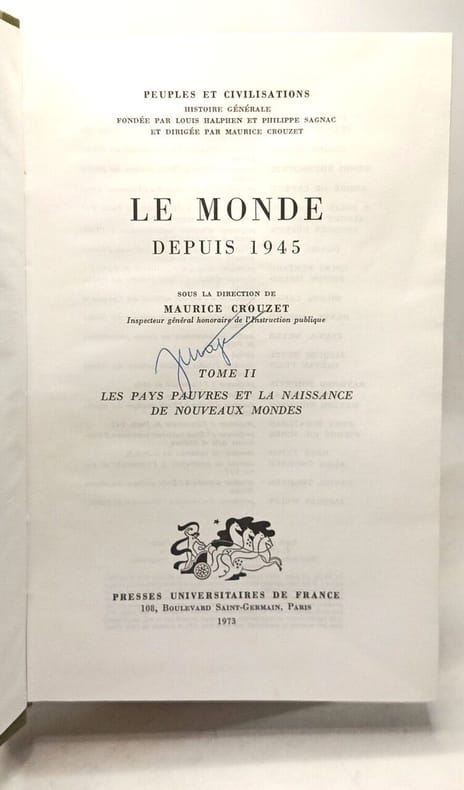 PEUPLES ET CIVILISATIONS
HISTOIRE GÉNÉRALE
FONDÉE PAR LOUIS HALPHEN ET PHILIPPE SAGNAC
ET DIRIGÉE PAR MAURICE CROUZET
LE MONDE
DEPUIS 1945
SOUS LA DIRECTION DE
MAURICE CROUZET
Inspecteur général honoraire de l'Instruction publique
TOME II
LES PAYS PAUVRES ET LA NAISSANCE
DE NOUVEAUX MONDES
PRESSES UNIVERSITAIRES DE FRANCE
108, BOULEVARD SAINT-GERMAIN, PARIS
1973